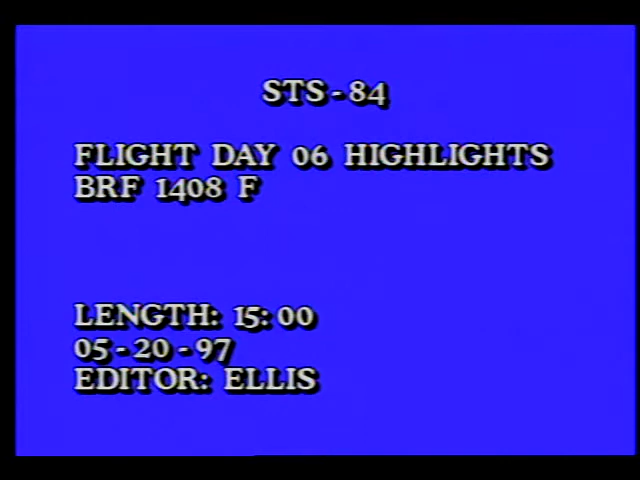 STS-84
FLIGHT DAY 06 HIGHLIGHTS
BRF 1408 F
LENGTH: 15:00
05-20-97
EDITOR: ELLIS